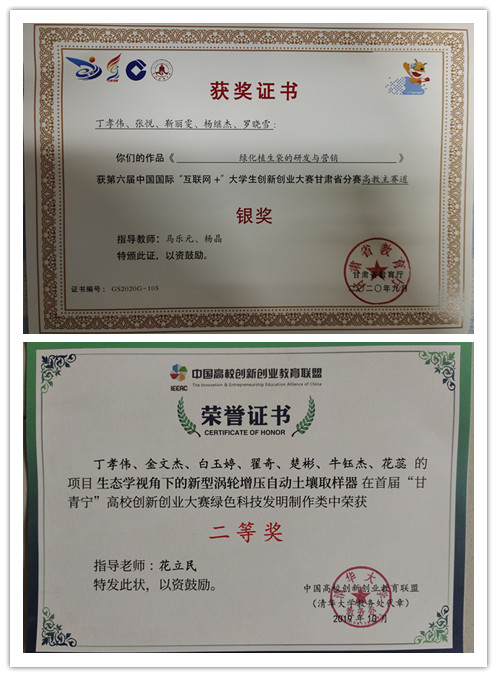 获奖证书
丁孝伟、张悦、靳丽雯、杨继杰、罗晓雪：
你们的作品《 绿化植生袋的研发与营销 》
获第六届中国国际“互联网+”大学生创新创业大赛甘肃省分赛高教主赛道
银奖
指导教师：马乐元、杨晶
特颁此证，以资鼓励。
甘肃省教育厅
二〇二〇年九月
证书编号：GS2020G-105
中国高校创新创业教育联盟
The Innovation & Entrepreneurship Education Alliance of China
IEEAC
荣誉证书
CERTIFICATE OF HONOR
丁孝伟、金文杰、白玉婷、翟奇、楚彬、牛钰杰、花蕊 的
项目 生态学视角下的新型涡轮增压自动土壤取样器 在首届“甘
青宁”高校创新创业大赛绿色科技发明制作类中荣获
二等奖
指导老师：花立民
特发此状，以资鼓励。
中国高校创新创业教育联盟
（清华大学教务处代章）
2019年10月